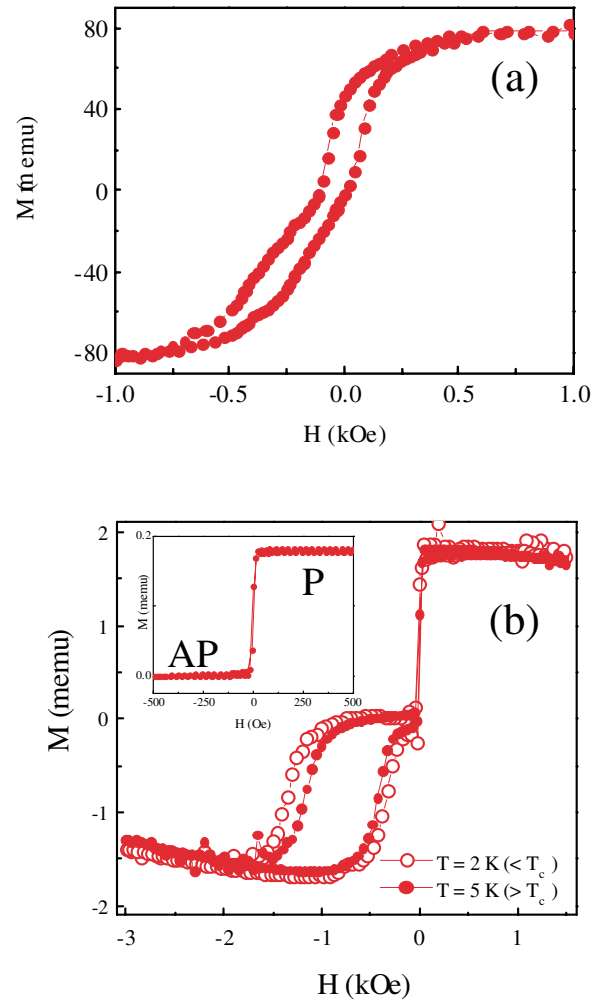 80
40
0
-40
-80
M (m emu)
(a)
-1.0 -0.5 0.0 0.5 1.0
H (kOe)
2
1
0
-1
-2
M (memu)
0.2
0.0
M (memu)
P
AP
-500 -250 0 250 500
H (Oe)
(b)
T = 2 K (< Tc)
T = 5 K (> Tc)
-3 -2 -1 0 1
H (kOe)